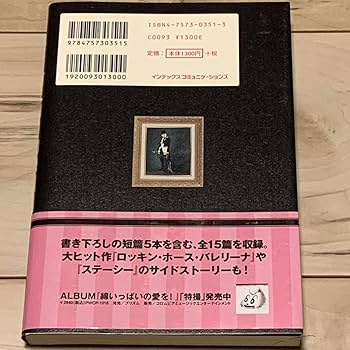 ISBN4-7573-0351-3
C0093 ¥1300E
9784757303515
定価：本体1300円 +税
1920093013000
インデックス コミュニケーションズ
書き下ろしの短篇5本を含む、全15篇を収録。
大ヒット作『ロッキン・ホース・バレリーナ』や
『ステーシー』のサイドストーリーも！
ALBUM『綿いっぱいの愛を！』「特撮」発売中